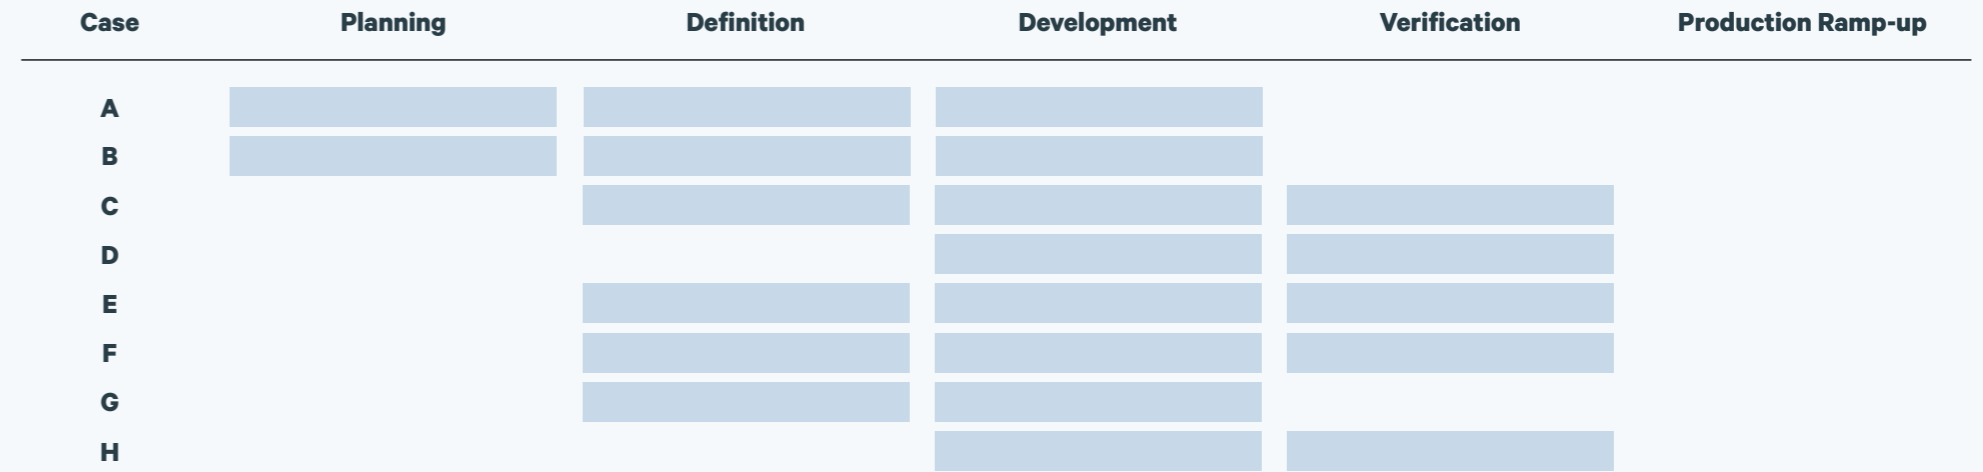 Case Planning Definition Development Verification Production Ramp-up
A
B
C
D
E
F
G
H